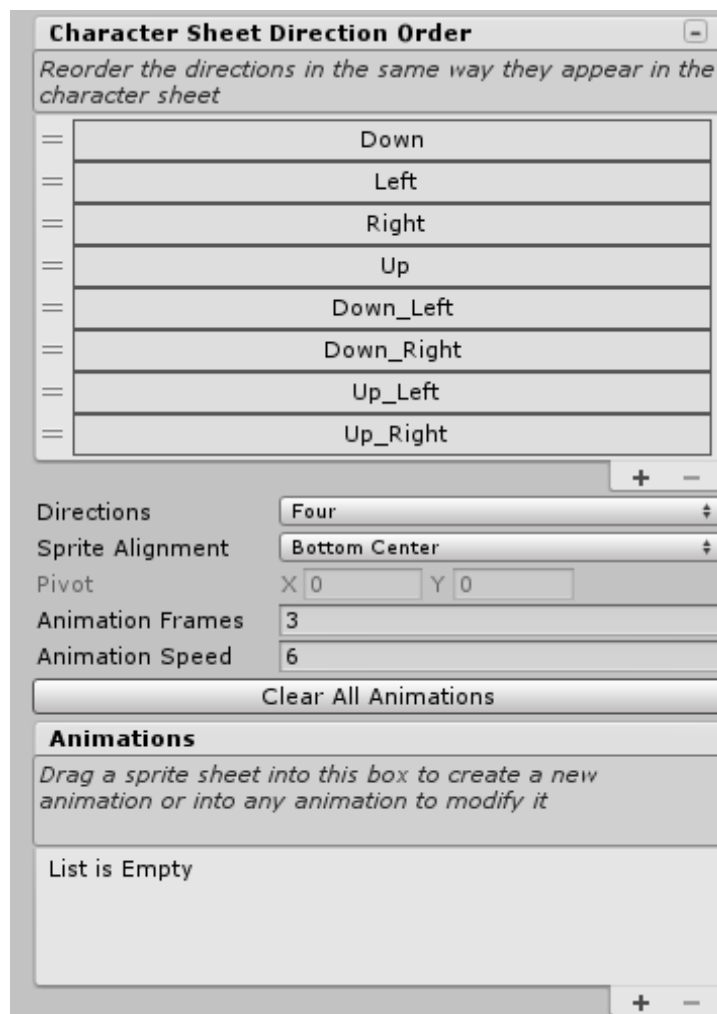 Character Sheet Direction Order
Reorder the directions in the same way they appear in the
character sheet
Down
Left
Right
Up
Down_Left
Down_Right
Up_Left
Up_Right
Directions Four
Sprite Alignment Bottom Center
Pivot X 0 Y 0
Animation Frames 3
Animation Speed 6
Clear All Animations
Animations
Drag a sprite sheet into this box to create a new
animation or into any animation to modify it
List is Empty